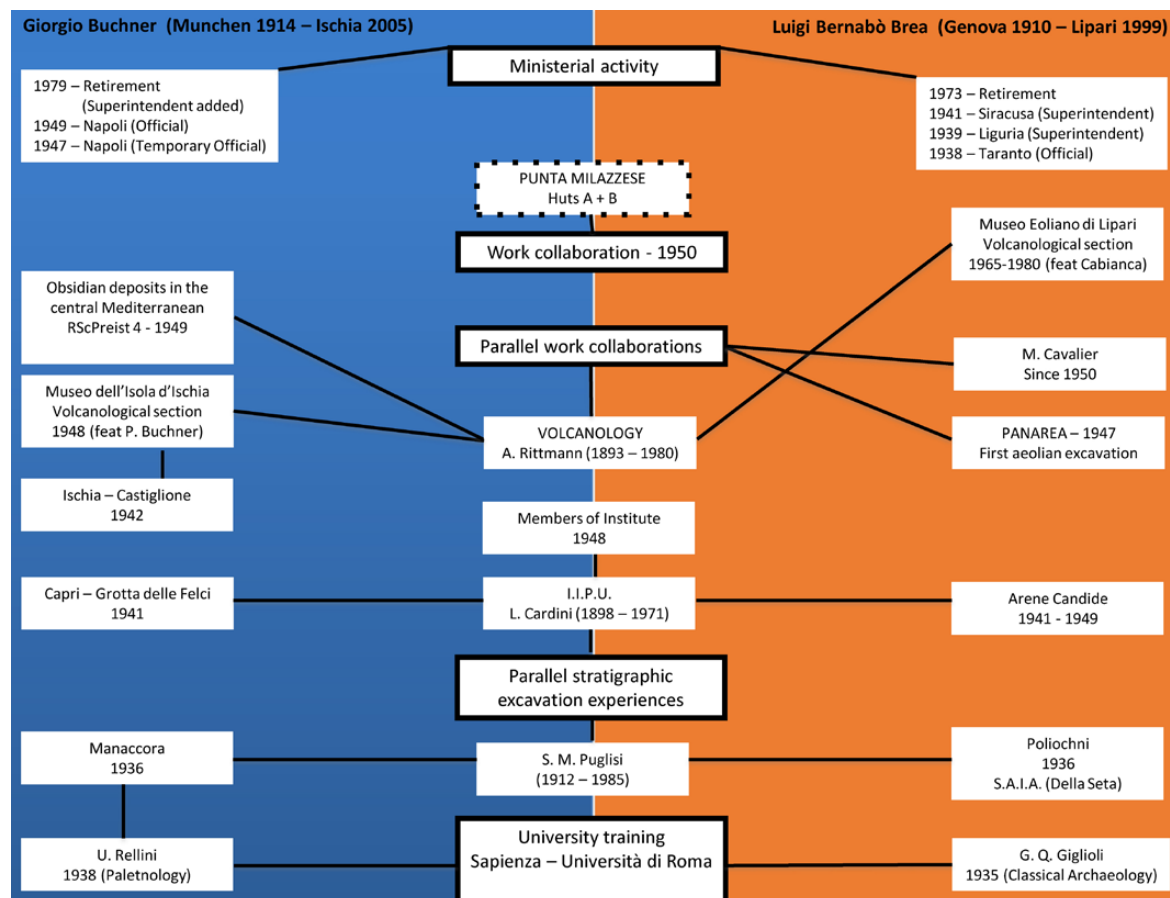 Giorgio Buchner  (Munchen 1914 – Ischia 2005)
Luigi Bernabò Brea  (Genova 1910 – Lipari 1999)
Ministerial activity
1979 – Retirement
(Superintendent added)
1949 – Napoli (Official)
1947 – Napoli (Temporary Official)
1973 – Retirement
1941 – Siracusa (Superintendent)
1939 – Liguria (Superintendent)
1938 – Taranto (Official)
PUNTA MILAZZESE
Huts A + B
Work collaboration - 1950
Museo Eoliano di Lipari
Volcanological section
1965-1980 (feat Cabianca)
Obsidian deposits in the
central Mediterranean
RScPreist 4 - 1949
Parallel work collaborations
M. Cavalier
Since 1950
Museo dell'Isola d'Ischia
Volcanological section
1948 (feat P. Buchner)
VOLCANOLOGY
A. Rittmann (1893 – 1980)
PANAREA – 1947
First aeolian excavation
Ischia – Castiglione
1942
Members of Institute
1948
Capri – Grotta delle Felci
1941
I.I.P.U.
L. Cardini (1898 – 1971)
Arene Candide
1941 - 1949
Parallel stratigraphic
excavation experiences
Manaccora
1936
S. M. Puglisi
(1912 – 1985)
Poliochni
1936
S.A.I.A. (Della Seta)
University training
Sapienza – Università di Roma
U. Rellini
1938 (Paletnology)
G. Q. Giglioli
1935 (Classical Archaeology)